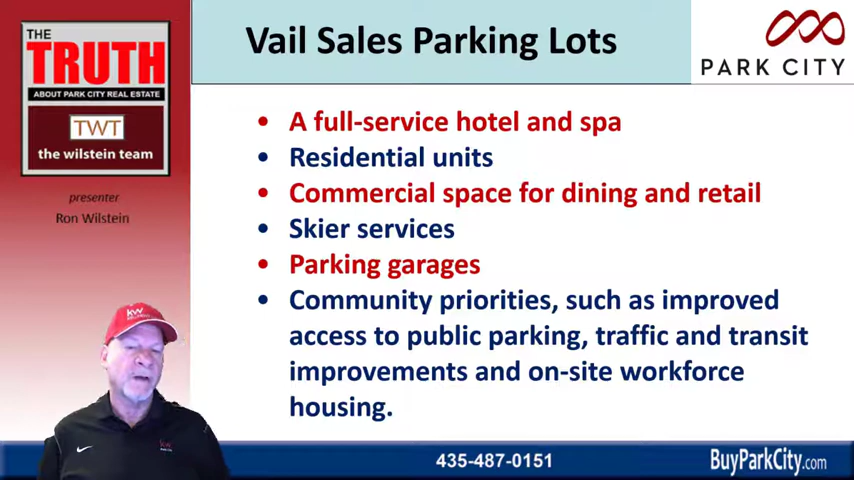 THE
TRUTH
ABOUT PARK CITY REAL ESTATE
TWT
the wilstein team
presenter
Ron Wilstein
Vail Sales Parking Lots
PARK CITY
• A full-service hotel and spa
• Residential units
• Commercial space for dining and retail
• Skier services
• Parking garages
• Community priorities, such as improved
access to public parking, traffic and transit
improvements and on-site workforce
housing.
kw
kw
435-487-0151
BuyParkCity.com